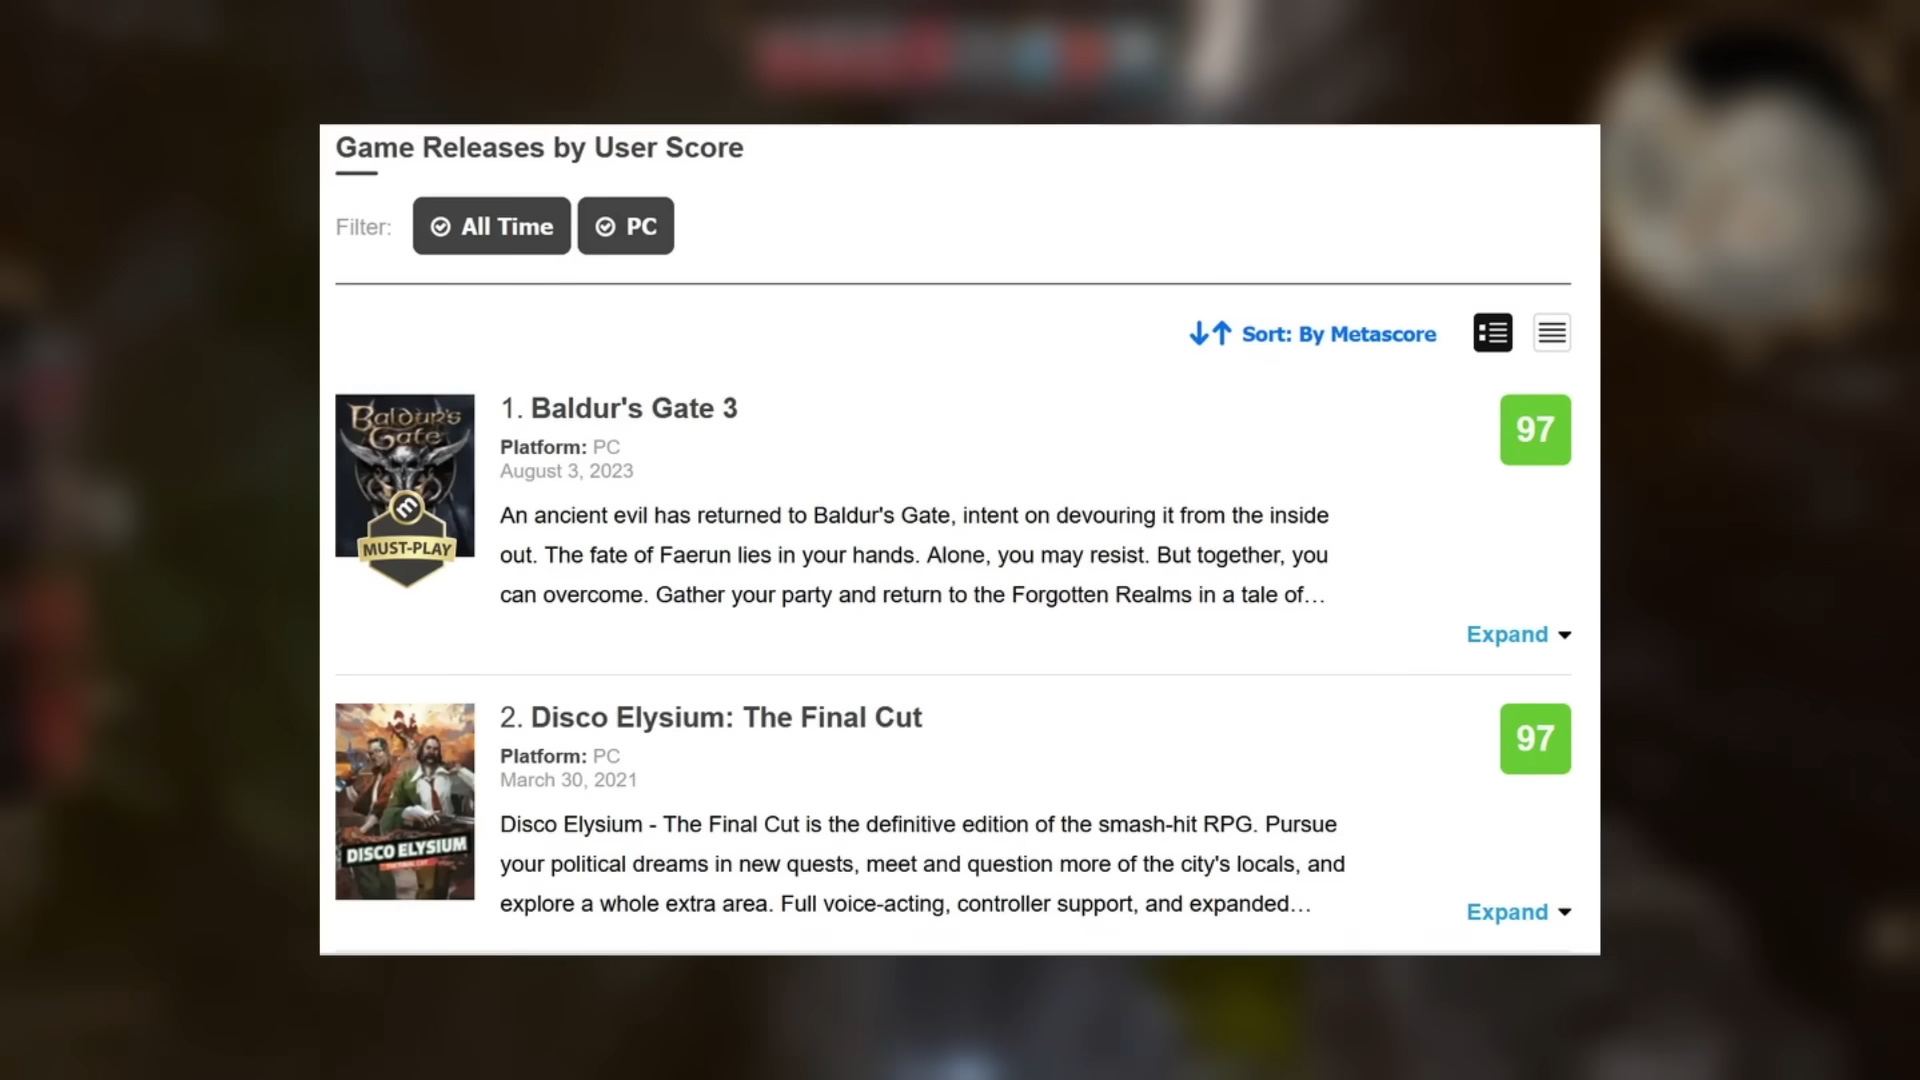 Game Releases by User Score
Filter: All Time PC
Sort: By Metascore
Baldur's Gate
m
MUST-PLAY
1. Baldur's Gate 3
97
Platform: PC
August 3, 2023
An ancient evil has returned to Baldur's Gate, intent on devouring it from the inside
out. The fate of Faerun lies in your hands. Alone, you may resist. But together, you
can overcome. Gather your party and return to the Forgotten Realms in a tale of…
Expand
DISCO ELYSIUM
THE FINAL CUT
2. Disco Elysium: The Final Cut
97
Platform: PC
March 30, 2021
Disco Elysium - The Final Cut is the definitive edition of the smash-hit RPG. Pursue
your political dreams in new quests, meet and question more of the city's locals, and
explore a whole extra area. Full voice-acting, controller support, and expanded…
Expand